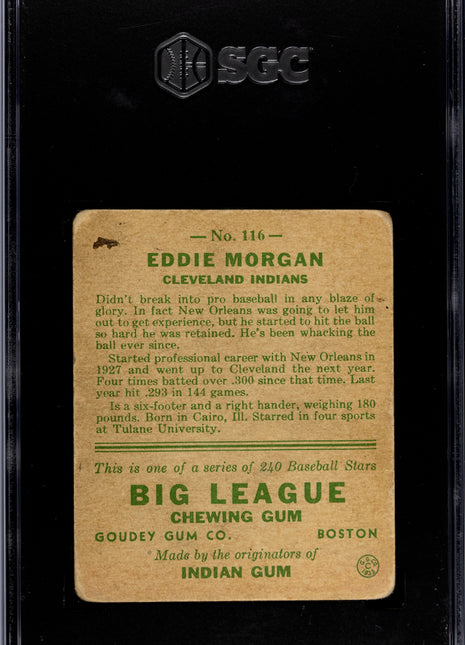 SGC
— No. 116 —
EDDIE MORGAN
CLEVELAND INDIANS
Didn't break into pro baseball in any blaze of
glory. In fact New Orleans was going to let him
out to get experience, but he started to hit the ball
so hard he was retained. He's been whacking the
ball ever since.
Started professional career with New Orleans in
1927 and went up to Cleveland the next year.
Four times batted over .300 since that time. Last
year hit .293 in 144 games.
Is a six-footer and a right hander, weighing 180
pounds. Born in Cairo, Ill. Starred in four sports
at Tulane University.
This is one of a series of 240 Baseball Stars
BIG LEAGUE
CHEWING GUM
GOUDEY GUM CO. BOSTON
Made by the originators of
INDIAN GUM